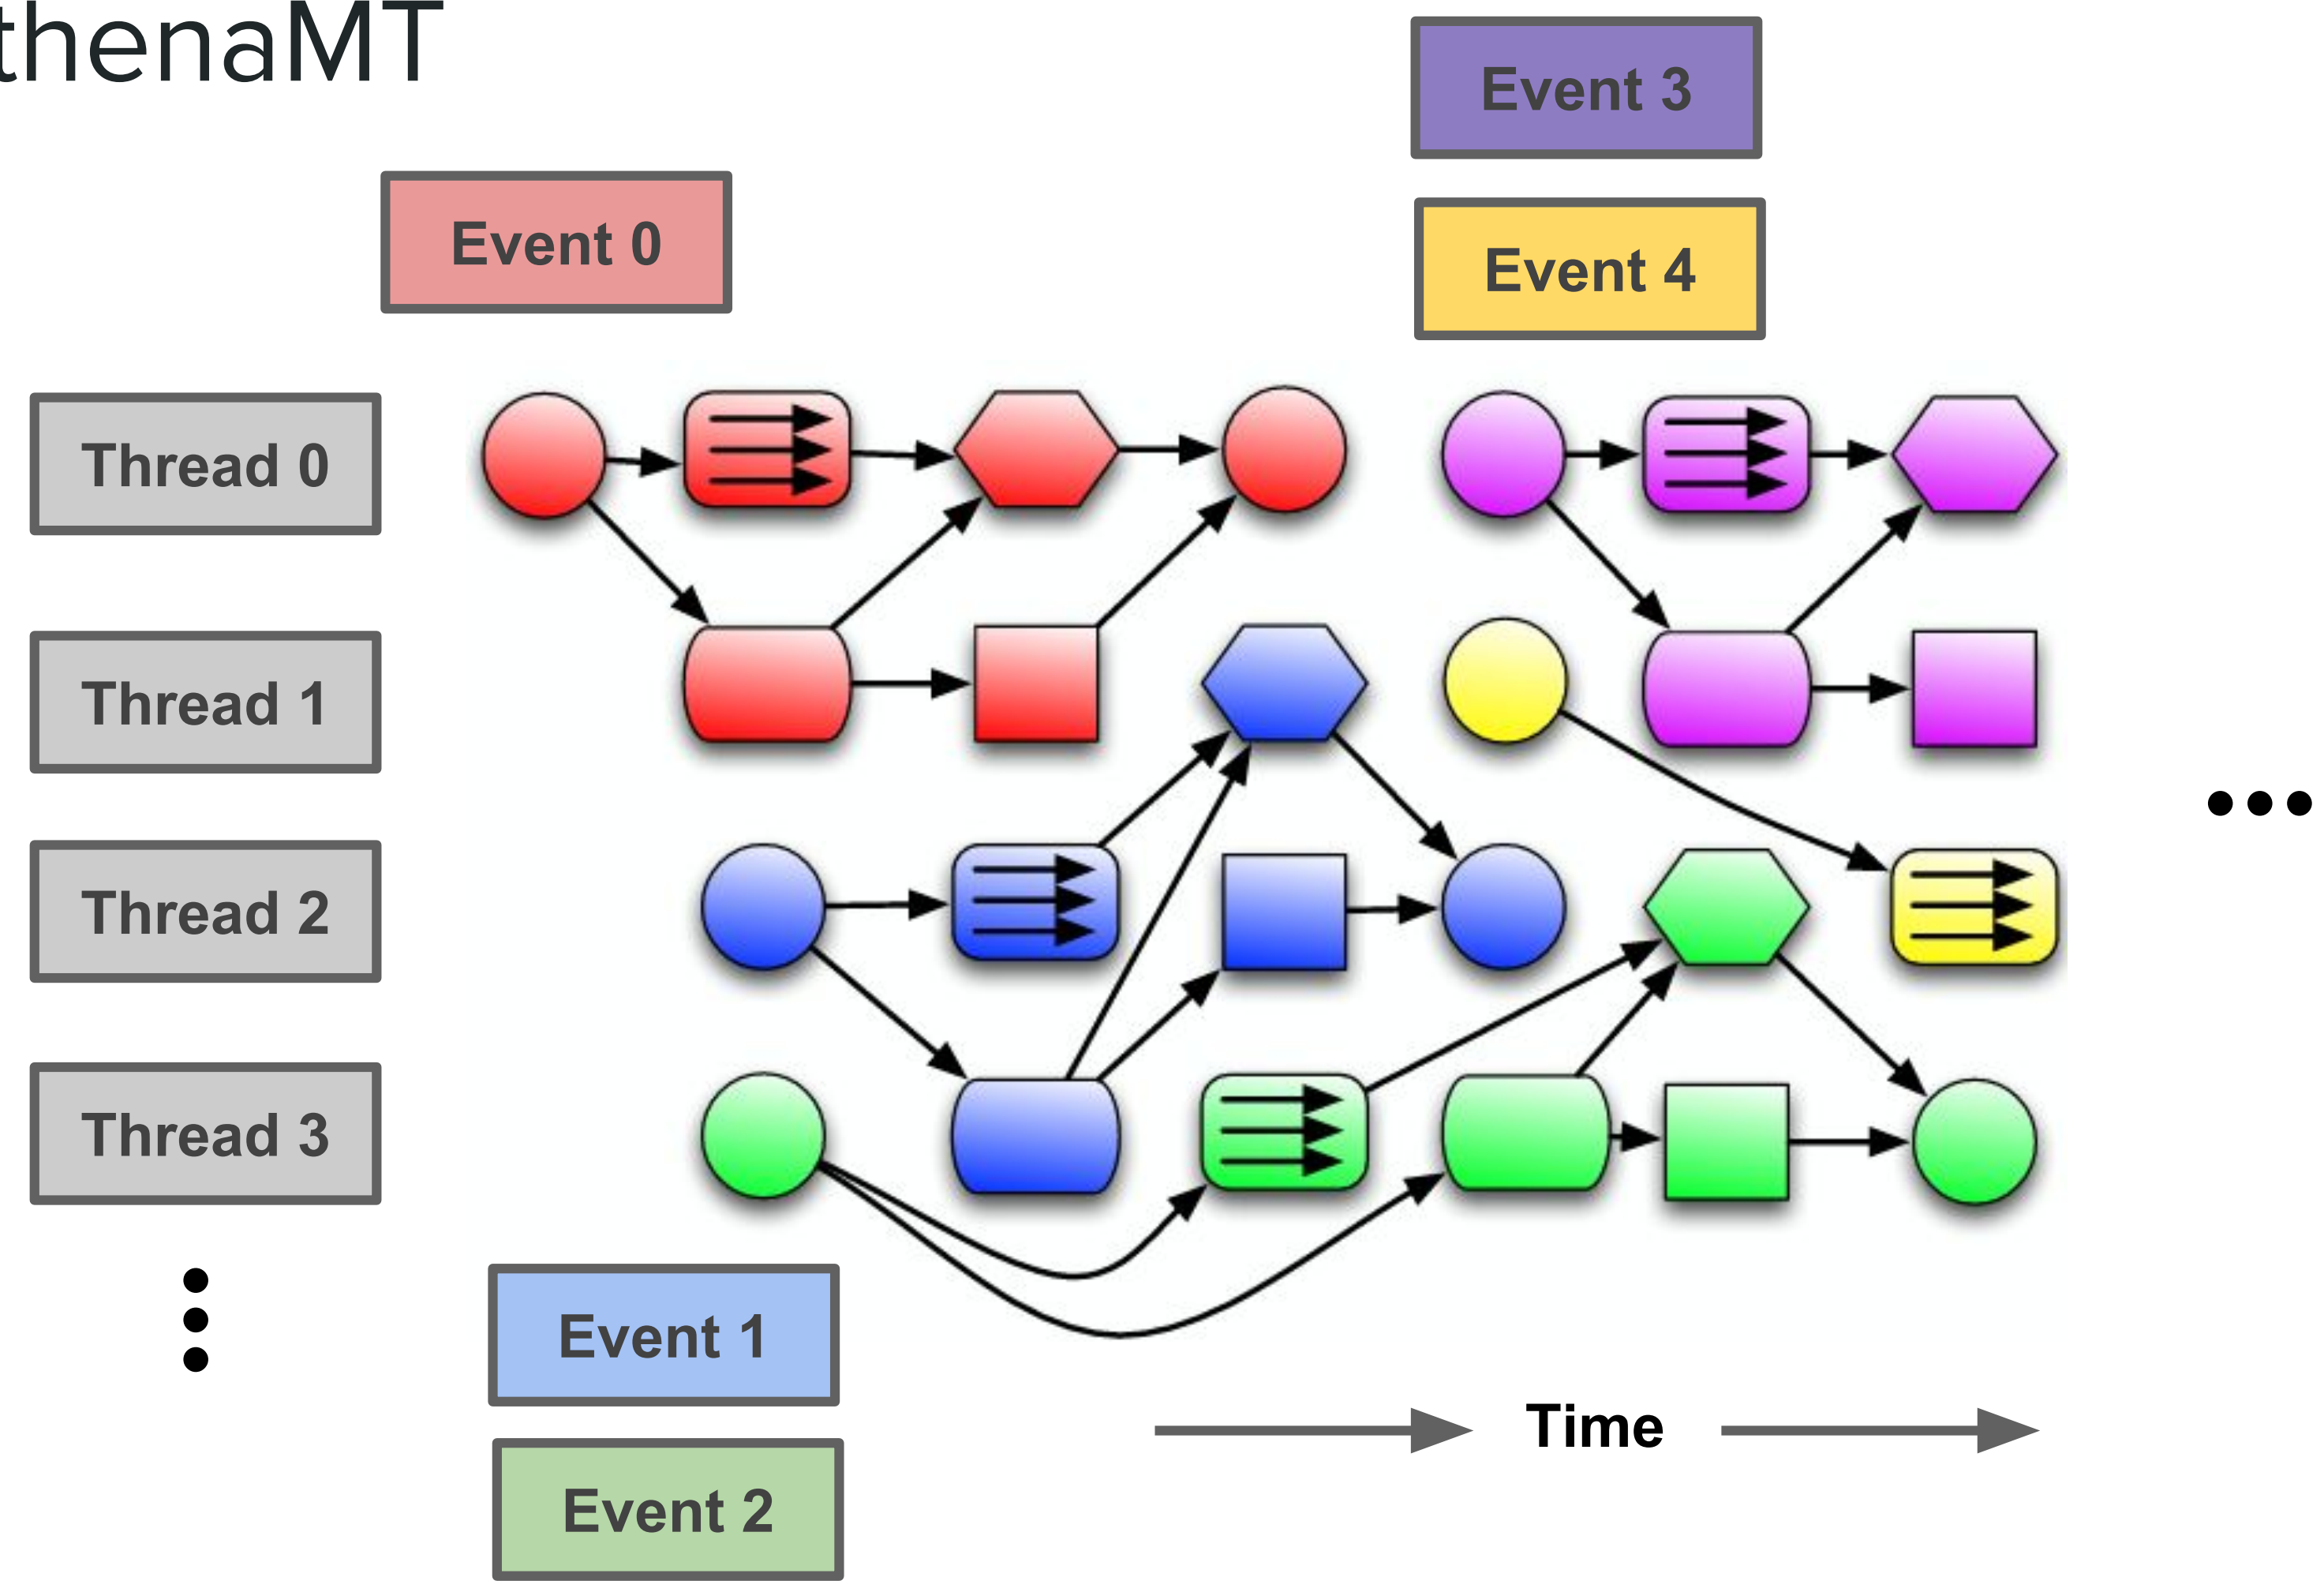 thenaMT
Event 3
Event 0
Event 4
Thread 0
Thread 1
Thread 2
Thread 3
Event 1
Time
Event 2